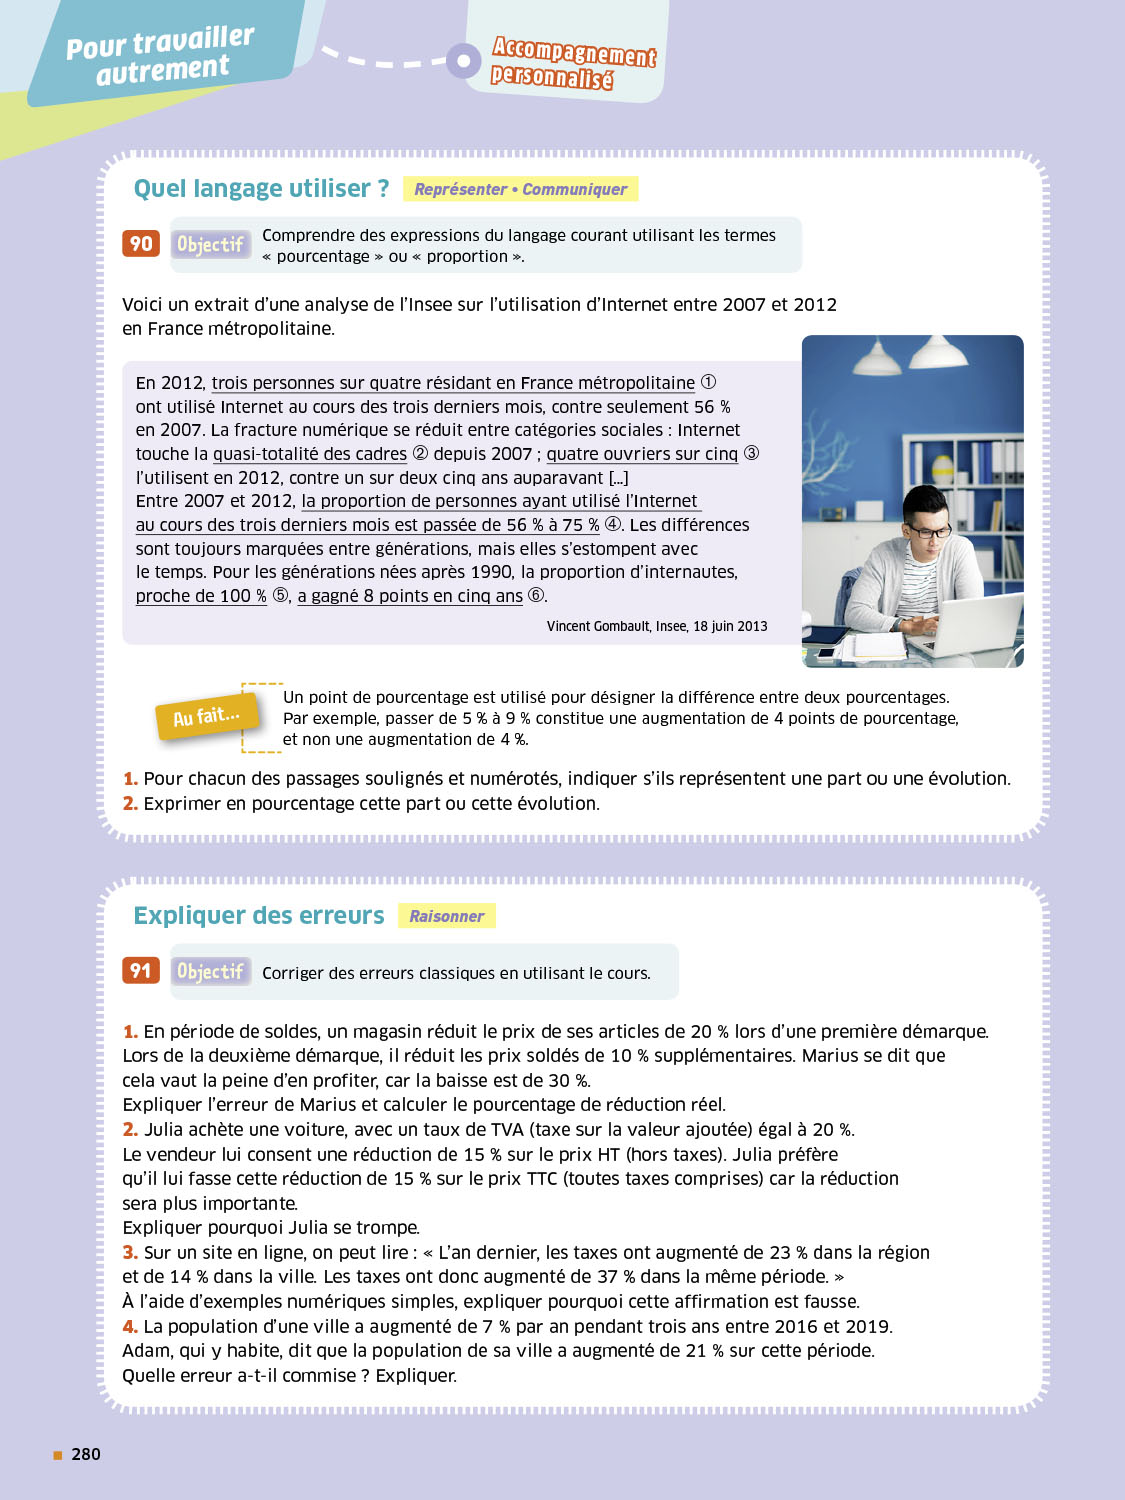 Pour travailler
autrement
Accompagnement
personnalisé
Quel langage utiliser ? Représenter • Communiquer
90 Objectif Comprendre des expressions du langage courant utilisant les termes
« pourcentage » ou « proportion ».
Voici un extrait d'une analyse de l'Insee sur l'utilisation d'Internet entre 2007 et 2012
en France métropolitaine.
En 2012, trois personnes sur quatre résidant en France métropolitaine ①
ont utilisé Internet au cours des trois derniers mois, contre seulement 56 %
en 2007. La fracture numérique se réduit entre catégories sociales : Internet
touche la quasi-totalité des cadres ② depuis 2007 ; quatre ouvriers sur cinq ③
l'utilisent en 2012, contre un sur deux cinq ans auparavant [...]
Entre 2007 et 2012, la proportion de personnes ayant utilisé l'Internet
au cours des trois derniers mois est passée de 56 % à 75 % ④. Les différences
sont toujours marquées entre générations, mais elles s'estompent avec
le temps. Pour les générations nées après 1990, la proportion d'internautes,
proche de 100 % ⑤, a gagné 8 points en cinq ans ⑥.
Vincent Gombault, Insee, 18 juin 2013
Au fait...
Un point de pourcentage est utilisé pour désigner la différence entre deux pourcentages.
Par exemple, passer de 5 % à 9 % constitue une augmentation de 4 points de pourcentage,
et non une augmentation de 4 %.
1. Pour chacun des passages soulignés et numérotés, indiquer s'ils représentent une part ou une évolution.
2. Exprimer en pourcentage cette part ou cette évolution.
Expliquer des erreurs Raisonner
91 Objectif Corriger des erreurs classiques en utilisant le cours.
1. En période de soldes, un magasin réduit le prix de ses articles de 20 % lors d'une première démarque.
Lors de la deuxième démarque, il réduit les prix soldés de 10 % supplémentaires. Marius se dit que
cela vaut la peine d'en profiter, car la baisse est de 30 %.
Expliquer l'erreur de Marius et calculer le pourcentage de réduction réel.
2. Julia achète une voiture, avec un taux de TVA (taxe sur la valeur ajoutée) égal à 20 %.
Le vendeur lui consent une réduction de 15 % sur le prix HT (hors taxes). Julia préfère
qu'il lui fasse cette réduction de 15 % sur le prix TTC (toutes taxes comprises) car la réduction
sera plus importante.
Expliquer pourquoi Julia se trompe.
3. Sur un site en ligne, on peut lire : « L'an dernier, les taxes ont augmenté de 23 % dans la région
et de 14 % dans la ville. Les taxes ont donc augmenté de 37 % dans la même période. »
À l'aide d'exemples numériques simples, expliquer pourquoi cette affirmation est fausse.
4. La population d'une ville a augmenté de 7 % par an pendant trois ans entre 2016 et 2019.
Adam, qui y habite, dit que la population de sa ville a augmenté de 21 % sur cette période.
Quelle erreur a-t-il commise ? Expliquer.
280